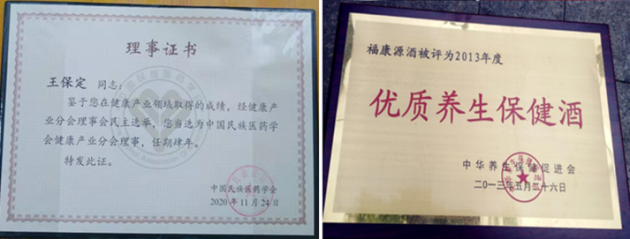 理事证书
王保定 同志:
鉴于您在健康产业领域取得的成绩,经健康产
业分会理事会民主选举,您当选为中国民族医药学
会健康产业分会理事,任期肆年。
特发此证。
中国民族医药学会
2020年11月24日
福康源酒被评为2013年度
优质养生保健酒
中华养生保健促进会
二〇一三年五月二十六日